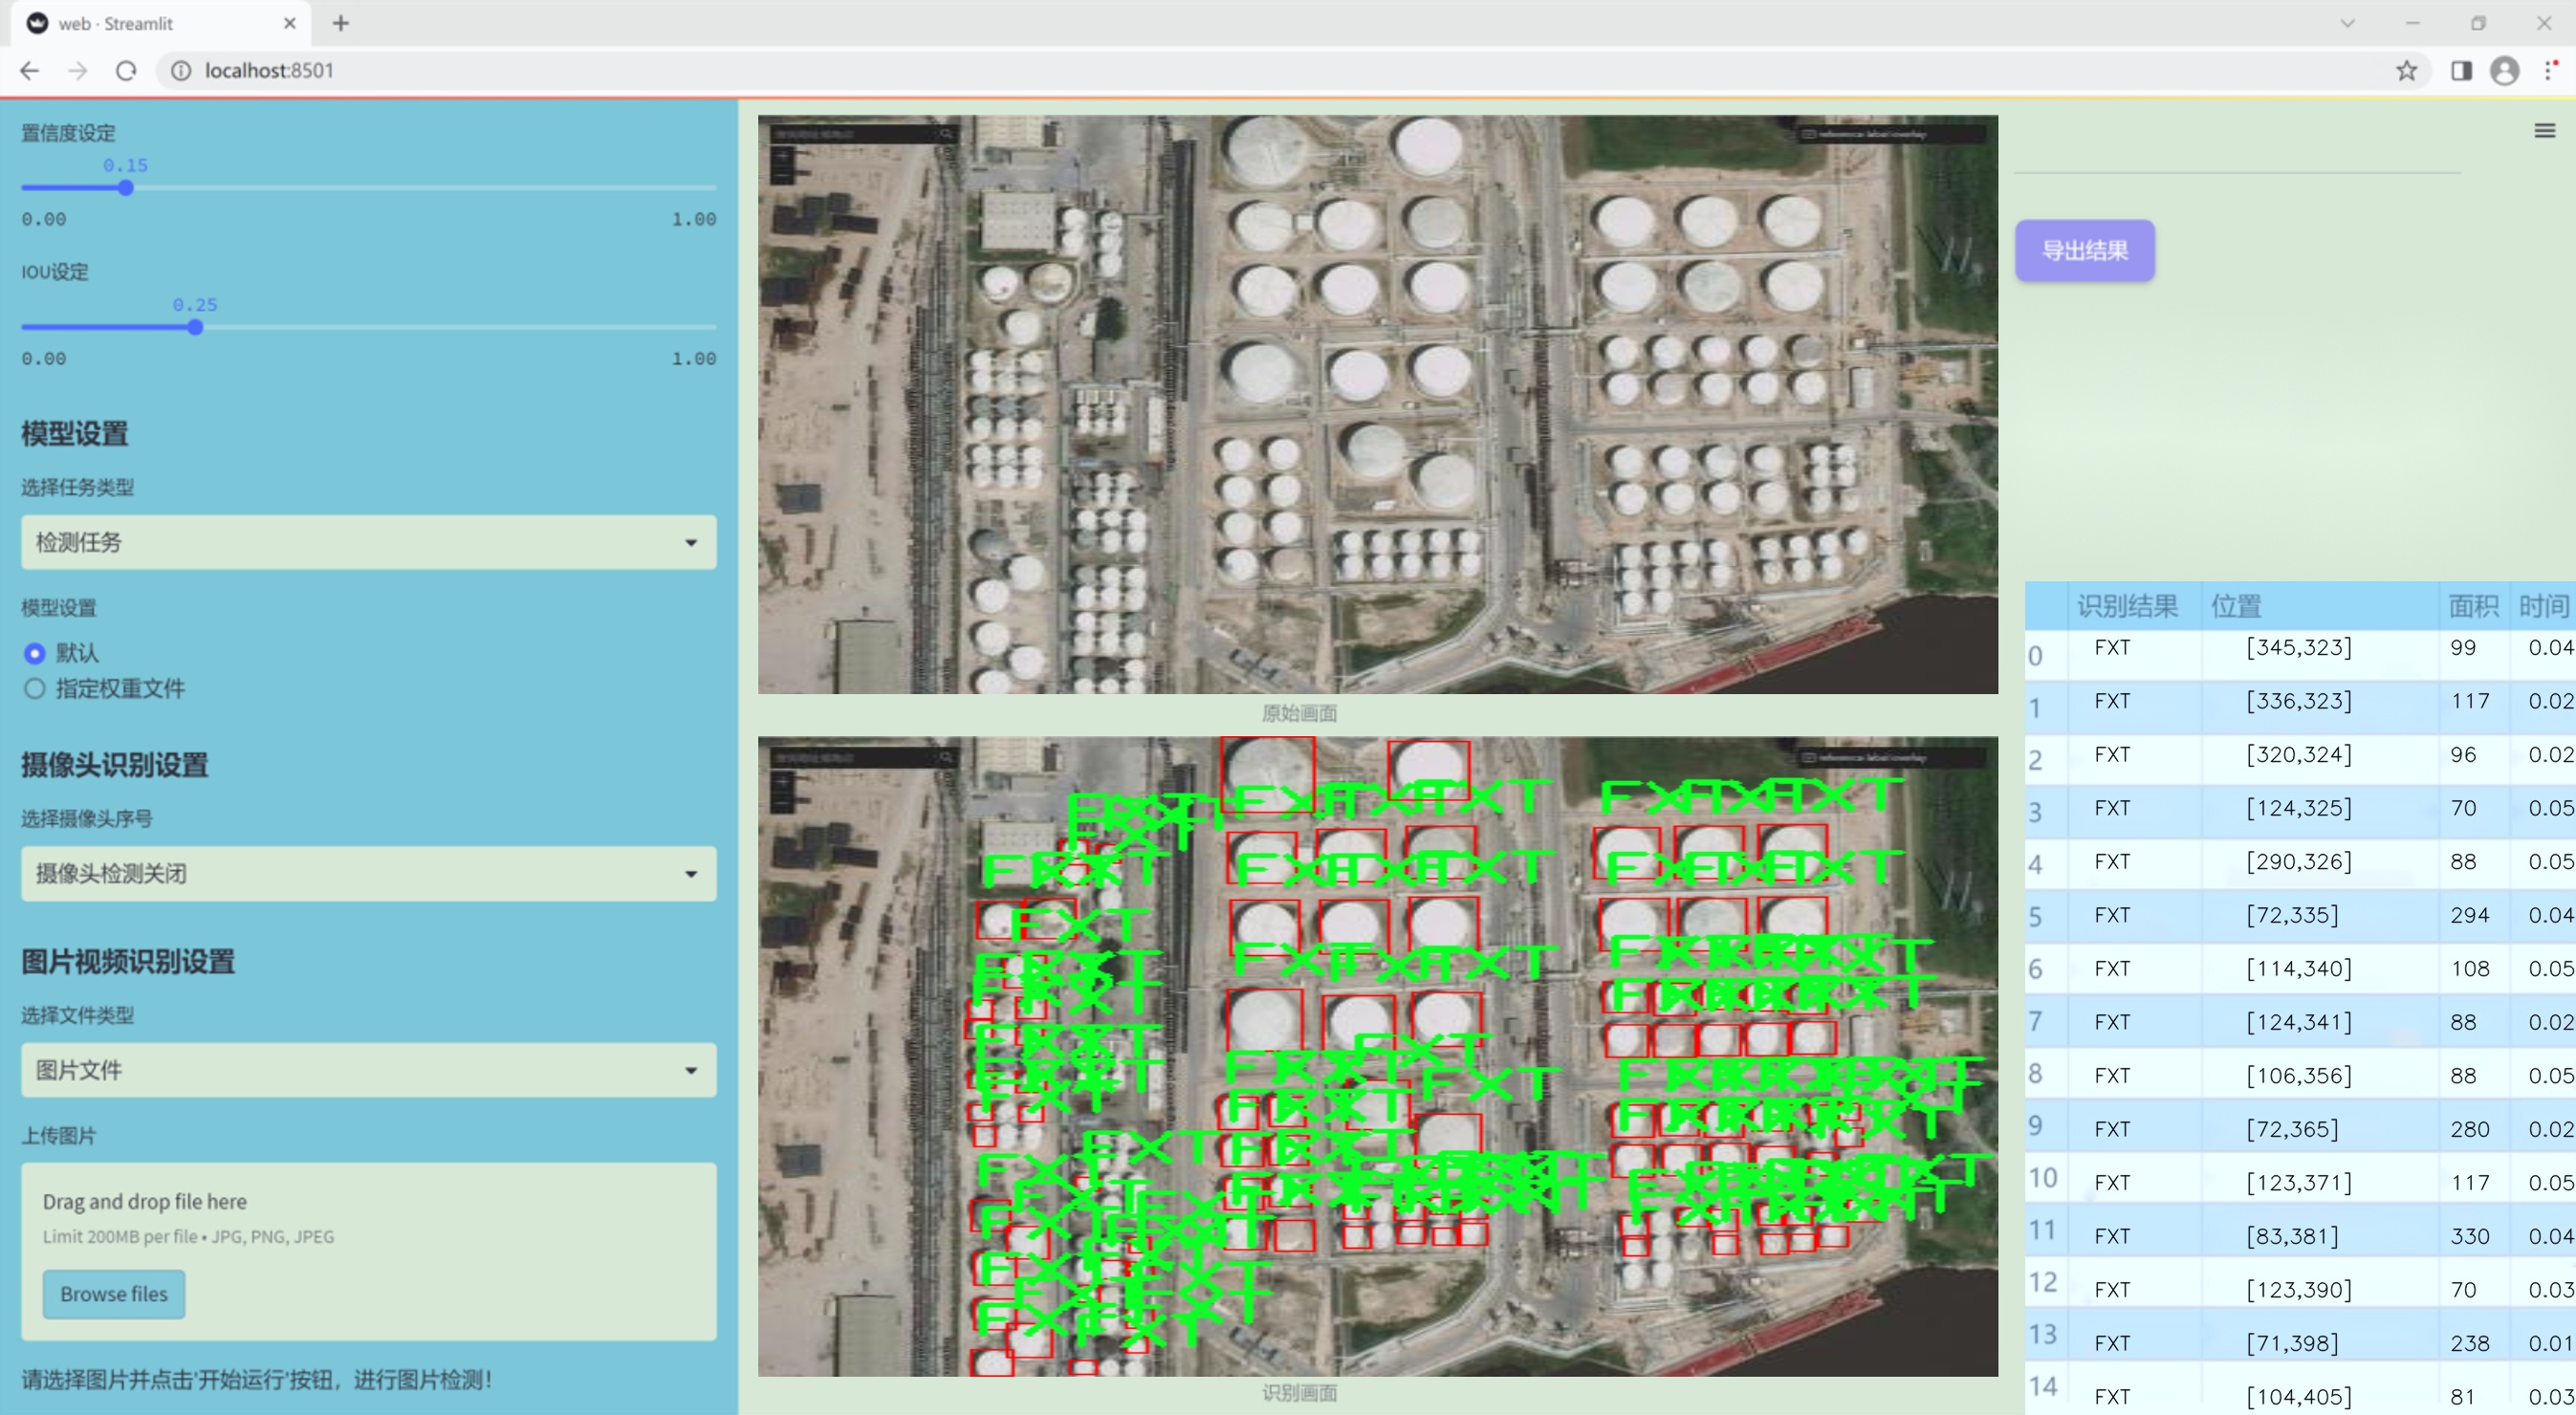 web · Streamlit
localhost:8501
置信度设定
0.15
0.00 1.00
IOU设定
0.25
0.00 1.00
模型设置
选择任务类型
检测任务
模型设置
默认
指定权重文件
摄像头识别设置
选择摄像头序号
摄像头检测关闭
图片视频识别设置
选择文件类型
图片文件
上传图片
Drag and drop file here
Limit 200MB per file • JPG, PNG, JPEG
Browse files
请选择图片并点击'开始运行'按钮，进行图片检测！
原始画面
FXT
识别画面
导出结果
识别结果 位置 面积 时间
0 FXT [345,323] 99 0.04
1 FXT [336,323] 117 0.02
2 FXT [320,324] 96 0.02
3 FXT [124,325] 70 0.05
4 FXT [290,326] 88 0.05
5 FXT [72,335] 294 0.04
6 FXT [114,340] 108 0.05
7 FXT [124,341] 88 0.02
8 FXT [106,356] 88 0.05
9 FXT [72,365] 280 0.02
10 FXT [123,371] 117 0.05
11 FXT [83,381] 330 0.04
12 FXT [123,390] 70 0.03
13 FXT [71,398] 238 0.01
14 FXT [104,405] 81 0.03